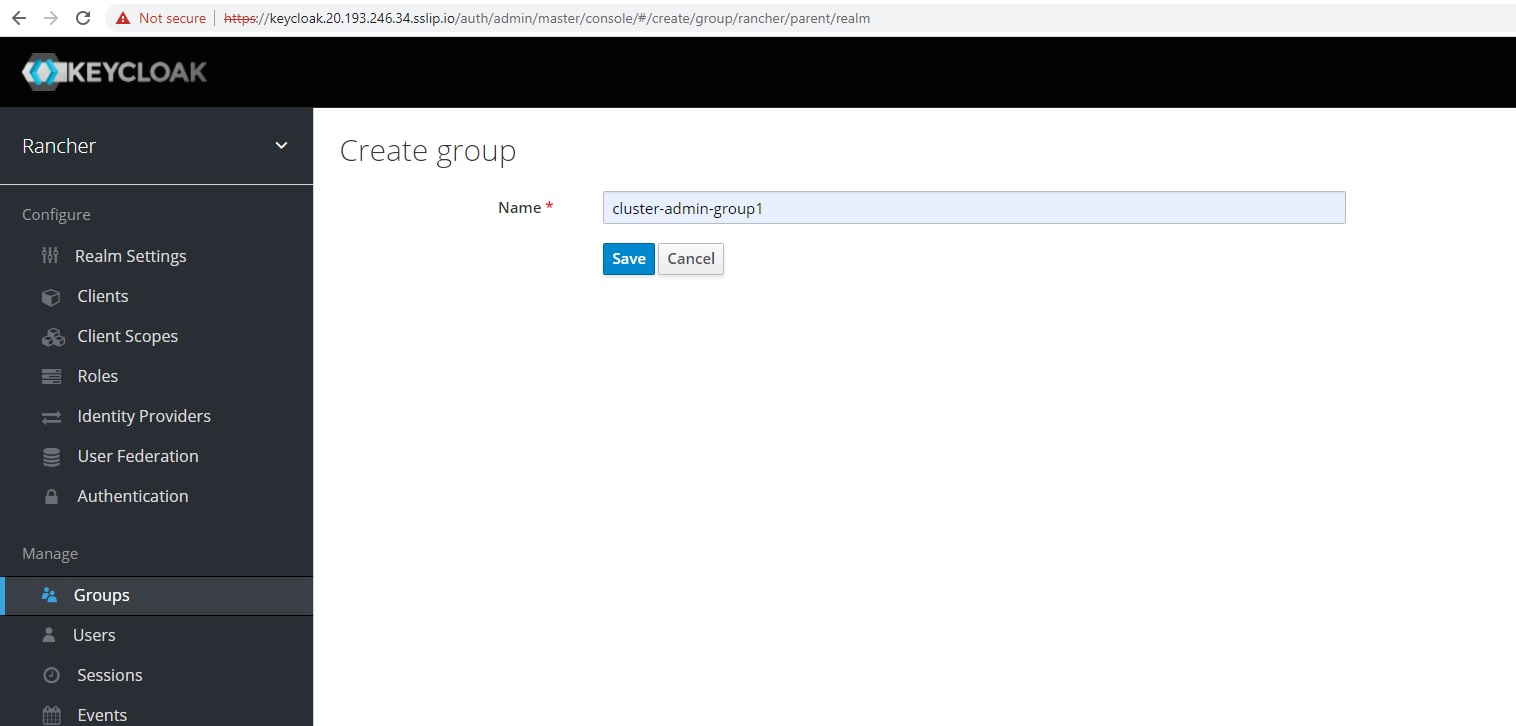 Not secure | https://keycloak.20.193.246.34.sslip.io/auth/admin/master/console/#/create/group/rancher/parent/realm
KEYCLOAK
Rancher
Create group
Name *
cluster-admin-group1
Save
Cancel
Configure
Realm Settings
Clients
Client Scopes
Roles
Identity Providers
User Federation
Authentication
Manage
Groups
Users
Sessions
Events